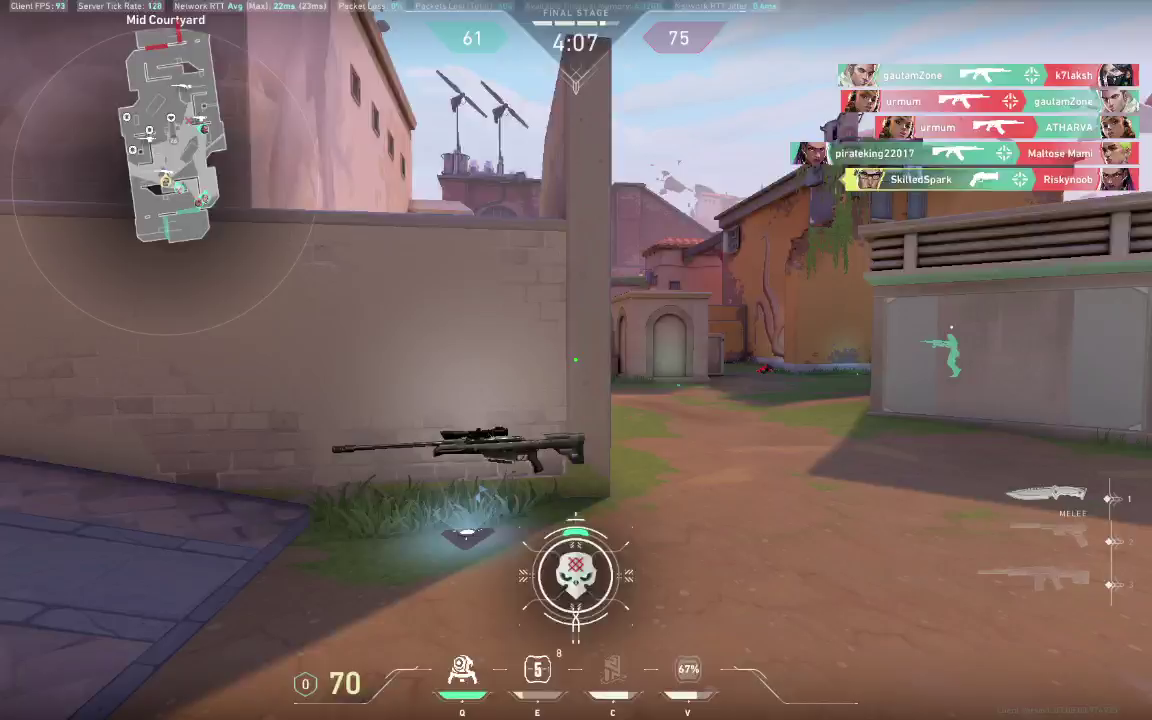 Client FPS: 93 Server Tick Rate: 128 Network RTT Avg (Max): 22ms (23ms) Packet Loss: 0%
Mid Courtyard
FINAL STAGE
61 4:07 75
gautamZone k7laksh
urmum gautamZone
urmum ATHARVA
pirateking22017 Maltose Mami
SkilledSpark Riskynoob
1
MELEE
2
3
8
5
67%
0 70
Q E C V